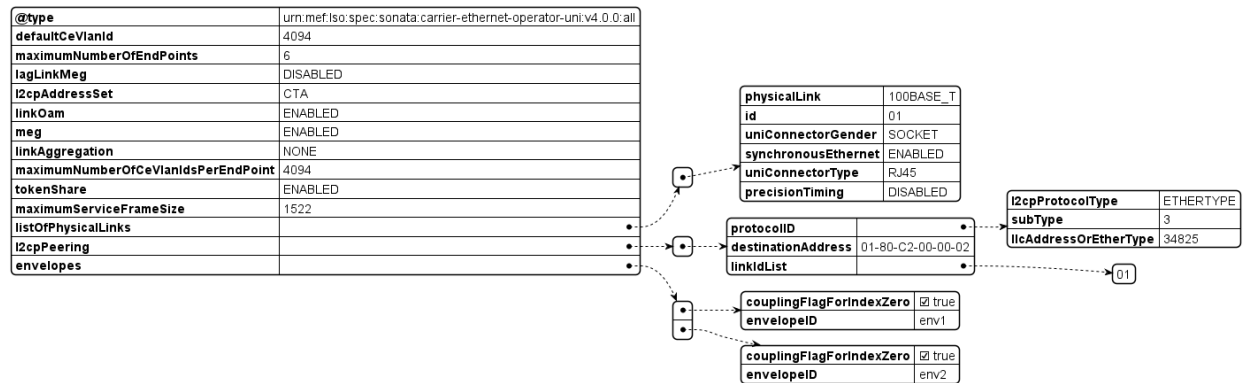 @type urn:mef:lso:spec:sonata:carrier-ethernet-operator-uni:v4.0.0:all
defaultCeVlanId 4094
maximumNumberOfEndPoints 6
lagLinkMeg DISABLED
l2cpAddressSet CTA
linkOam ENABLED
meg ENABLED
linkAggregation NONE
maximumNumberOfCeVlanIdsPerEndPoint 4094
tokenShare ENABLED
maximumServiceFrameSize 1522
listOfPhysicalLinks
l2cpPeering
envelopes
physicalLink 100BASE_T
id 01
uniConnectorGender SOCKET
synchronousEthernet ENABLED
uniConnectorType RJ45
precisionTiming DISABLED
protocolID
destinationAddress 01-80-C2-00-00-02
linkIdList
l2cpProtocolType ETHERTYPE
subType 3
llcAddressOrEtherType 34825
01
couplingFlagForIndexZero ☑ true
envelopeID env1
couplingFlagForIndexZero ☑ true
envelopeID env2